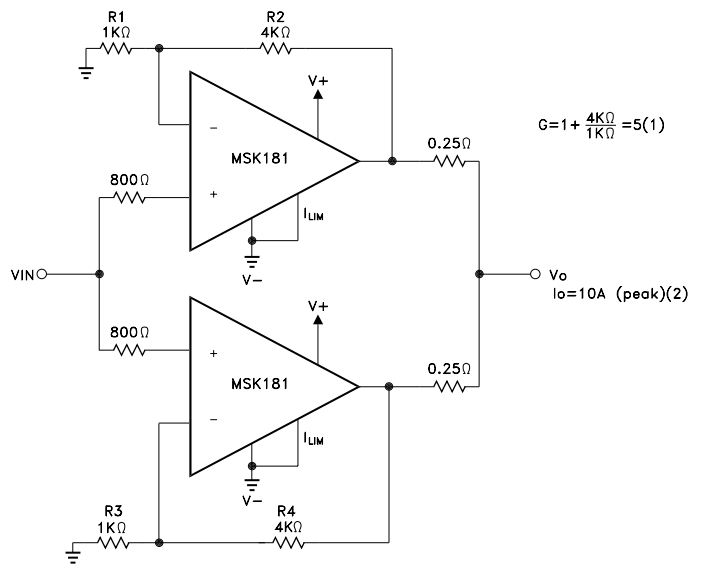 R1
1KΩ
R2
4KΩ
V+
G=1+ 4KΩ/1KΩ =5(1)
−
MSK181
0.25Ω
800Ω
+
ILIM
V−
VIN
Vo
Io=10A (peak)(2)
V+
800Ω
+
MSK181
0.25Ω
−
ILIM
V−
R3
1KΩ
R4
4KΩ